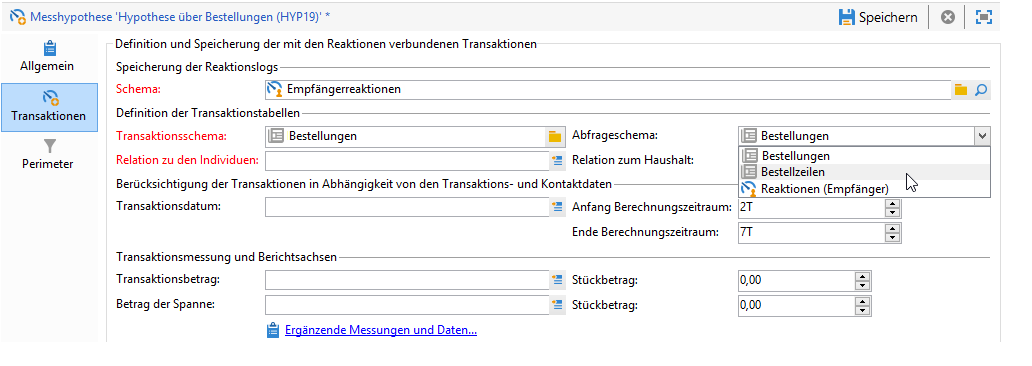 Messhypothese 'Hypothese über Bestellungen (HYP19)' *
Speichern
Allgemein
Transaktionen
Perimeter
Definition und Speicherung der mit den Reaktionen verbundenen Transaktionen
Speicherung der Reaktionslogs
Schema: Empfängerreaktionen
Definition der Transaktionstabellen
Transaktionsschema: Bestellungen Abfrageschema: Bestellungen
Relation zu den Individuen: Relation zum Haushalt:
Bestellungen
Bestellzeilen
Reaktionen (Empfänger)
Berücksichtigung der Transaktionen in Abhängigkeit von den Transaktions- und Kontaktdaten
Transaktionsdatum: Anfang Berechnungszeitraum: 2T
Ende Berechnungszeitraum: 7T
Transaktionsmessung und Berichtsachsen
Transaktionsbetrag: Stückbetrag: 0,00
Betrag der Spanne: Stückbetrag: 0,00
Ergänzende Messungen und Daten...